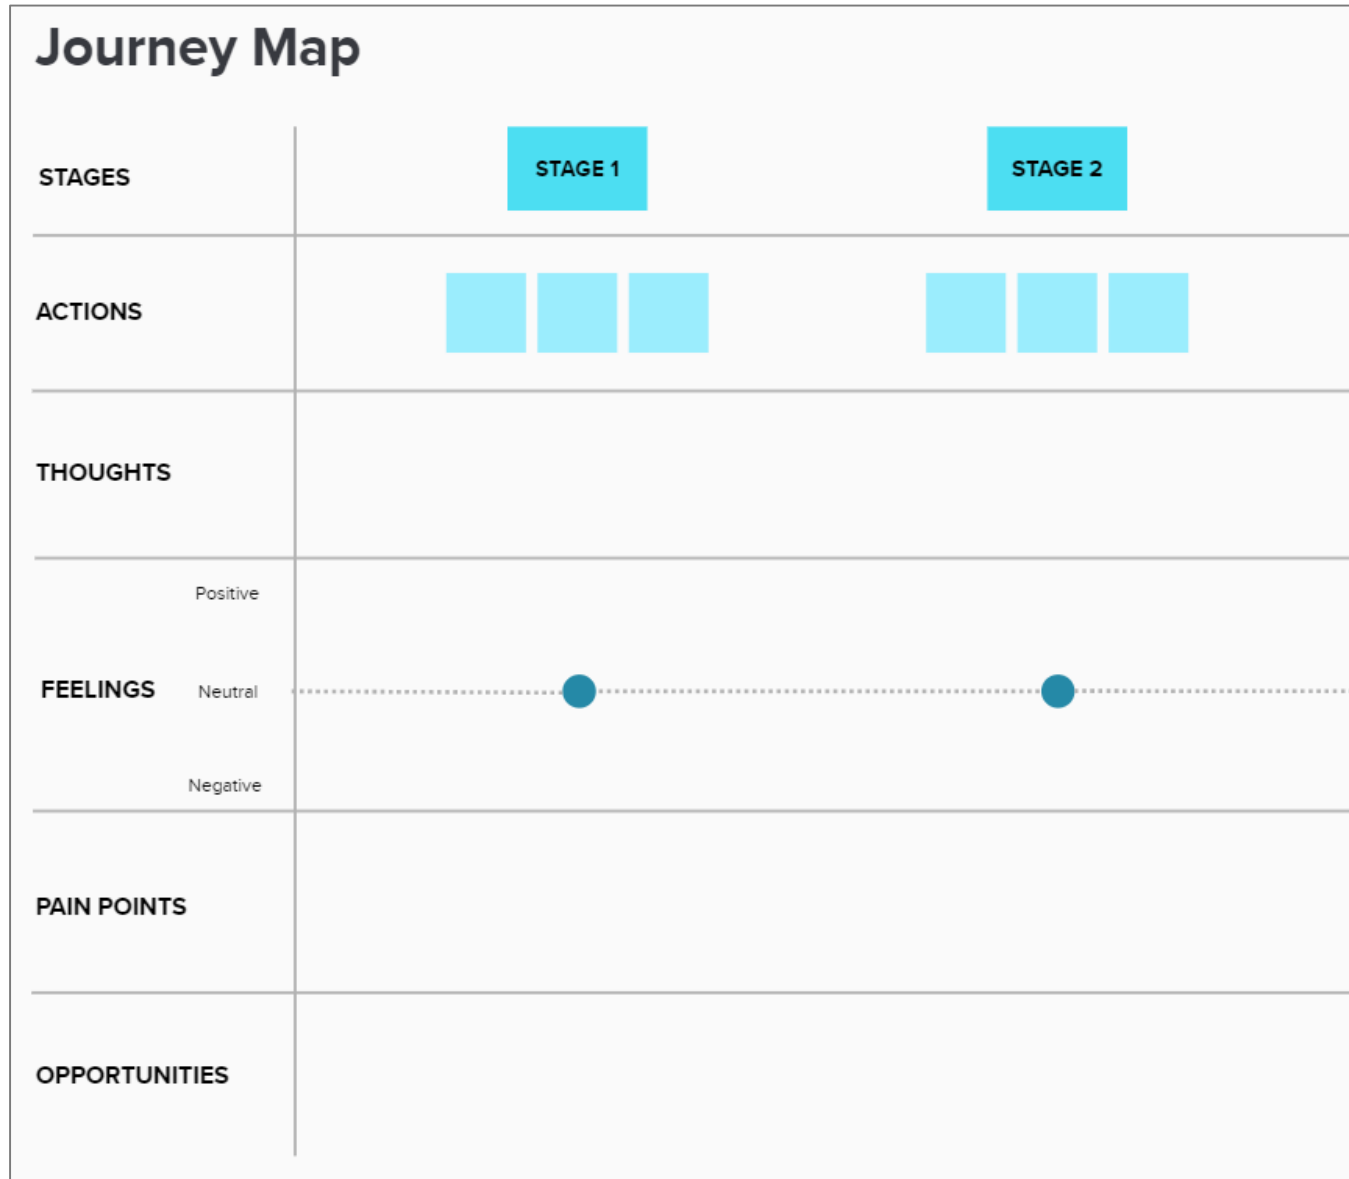 Journey Map
STAGES
STAGE 1
STAGE 2
ACTIONS
THOUGHTS
Positive
FEELINGS
Neutral
Negative
PAIN POINTS
OPPORTUNITIES